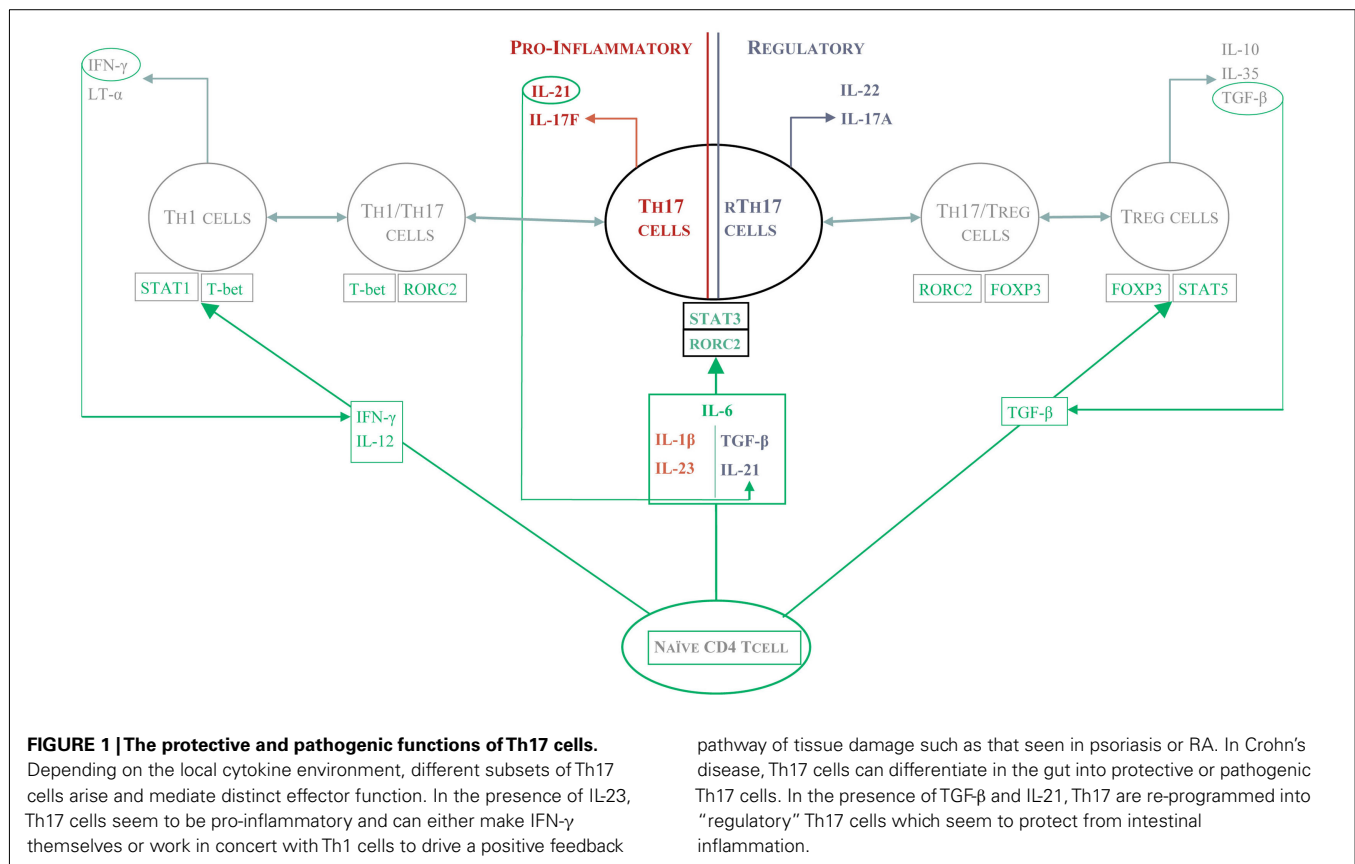 PRO-INFLAMMATORY
REGULATORY
IFN-γ
LT-α
IL-21
IL-17F
IL-22
IL-17A
IL-10
IL-35
TGF-β
TH1 CELLS
TH1/TH17
CELLS
TH17
CELLS
RTH17
CELLS
TH17/TREG
CELLS
TREG CELLS
STAT1
T-bet
T-bet
RORC2
STAT3
RORC2
RORC2
FOXP3
FOXP3
STAT5
IFN-γ
IL-12
IL-6
IL-1β
IL-23
TGF-β
IL-21
TGF-β
NAÏVE CD4 TCELL
FIGURE 1 | The protective and pathogenic functions of Th17 cells.
Depending on the local cytokine environment, different subsets of Th17
cells arise and mediate distinct effector function. In the presence of IL-23,
Th17 cells seem to be pro-inflammatory and can either make IFN-γ
themselves or work in concert with Th1 cells to drive a positive feedback
pathway of tissue damage such as that seen in psoriasis or RA. In Crohn's
disease, Th17 cells can differentiate in the gut into protective or pathogenic
Th17 cells. In the presence of TGF-β and IL-21, Th17 are re-programmed into
"regulatory" Th17 cells which seem to protect from intestinal
inflammation.